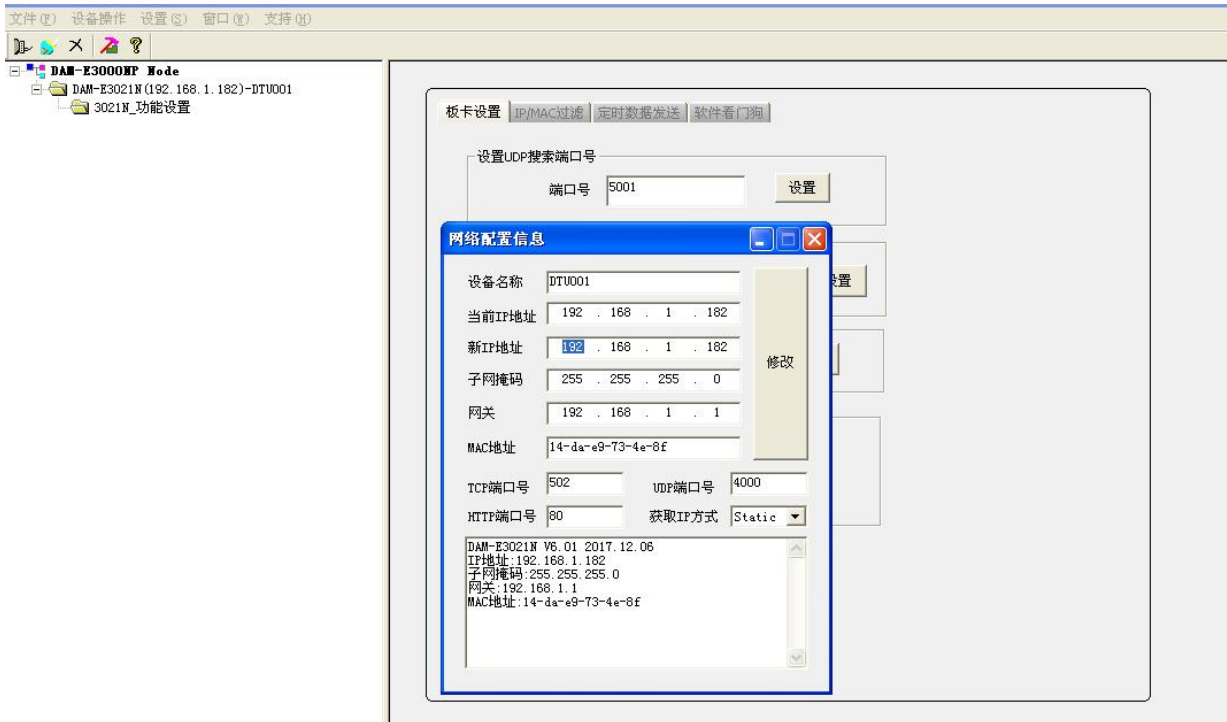 文件(F) 设备操作 设置(S) 窗口(W) 支持(H)
DAM-E3000NP Node
DAM-E3021N(192.168.1.182)-DTU001
3021N_功能设置
板卡设置 IP/MAC过滤 定时数据发送 软件看门狗
设置UDP搜索端口号
端口号 5001 设置
网络配置信息
设备名称 DTU001
置
当前IP地址 192 . 168 . 1 . 182
新IP地址 192 . 168 . 1 . 182
修改
子网掩码 255 . 255 . 255 . 0
网关 192 . 168 . 1 . 1
MAC地址 14-da-e9-73-4e-8f
TCP端口号 502 UDP端口号 4000
HTTP端口号 80 获取IP方式 Static
DAM-E3021N V6.01 2017.12.06
IP地址:192.168.1.182
子网掩码:255.255.255.0
网关:192.168.1.1
MAC地址:14-da-e9-73-4e-8f